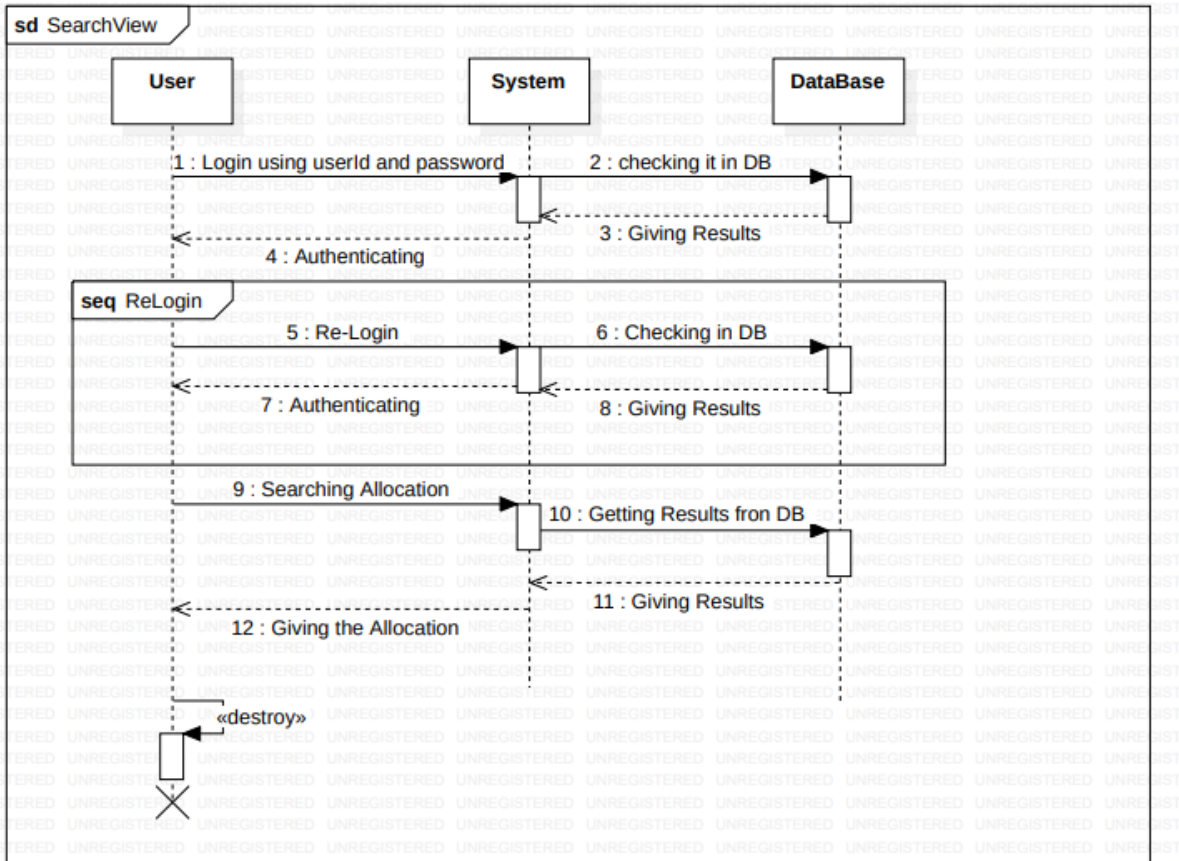 sd SearchView
User
System
DataBase
1 : Login using userId and password
2 : checking it in DB
3 : Giving Results
4 : Authenticating
seq ReLogin
5 : Re-Login
6 : Checking in DB
7 : Authenticating
8 : Giving Results
9 : Searching Allocation
10 : Getting Results fron DB
11 : Giving Results
12 : Giving the Allocation
«destroy»
UNREGISTERED